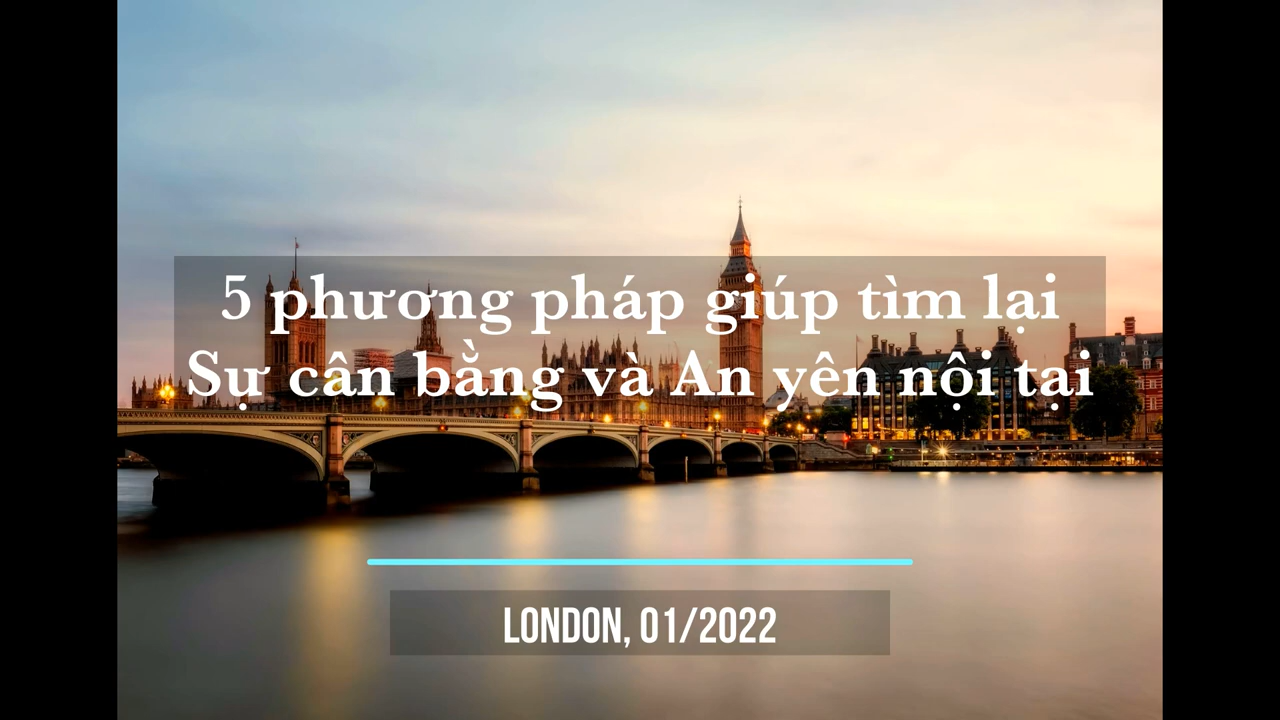 5 phương pháp giúp tìm lại
Sự cân bằng và An yên nội tại
LONDON, 01/2022